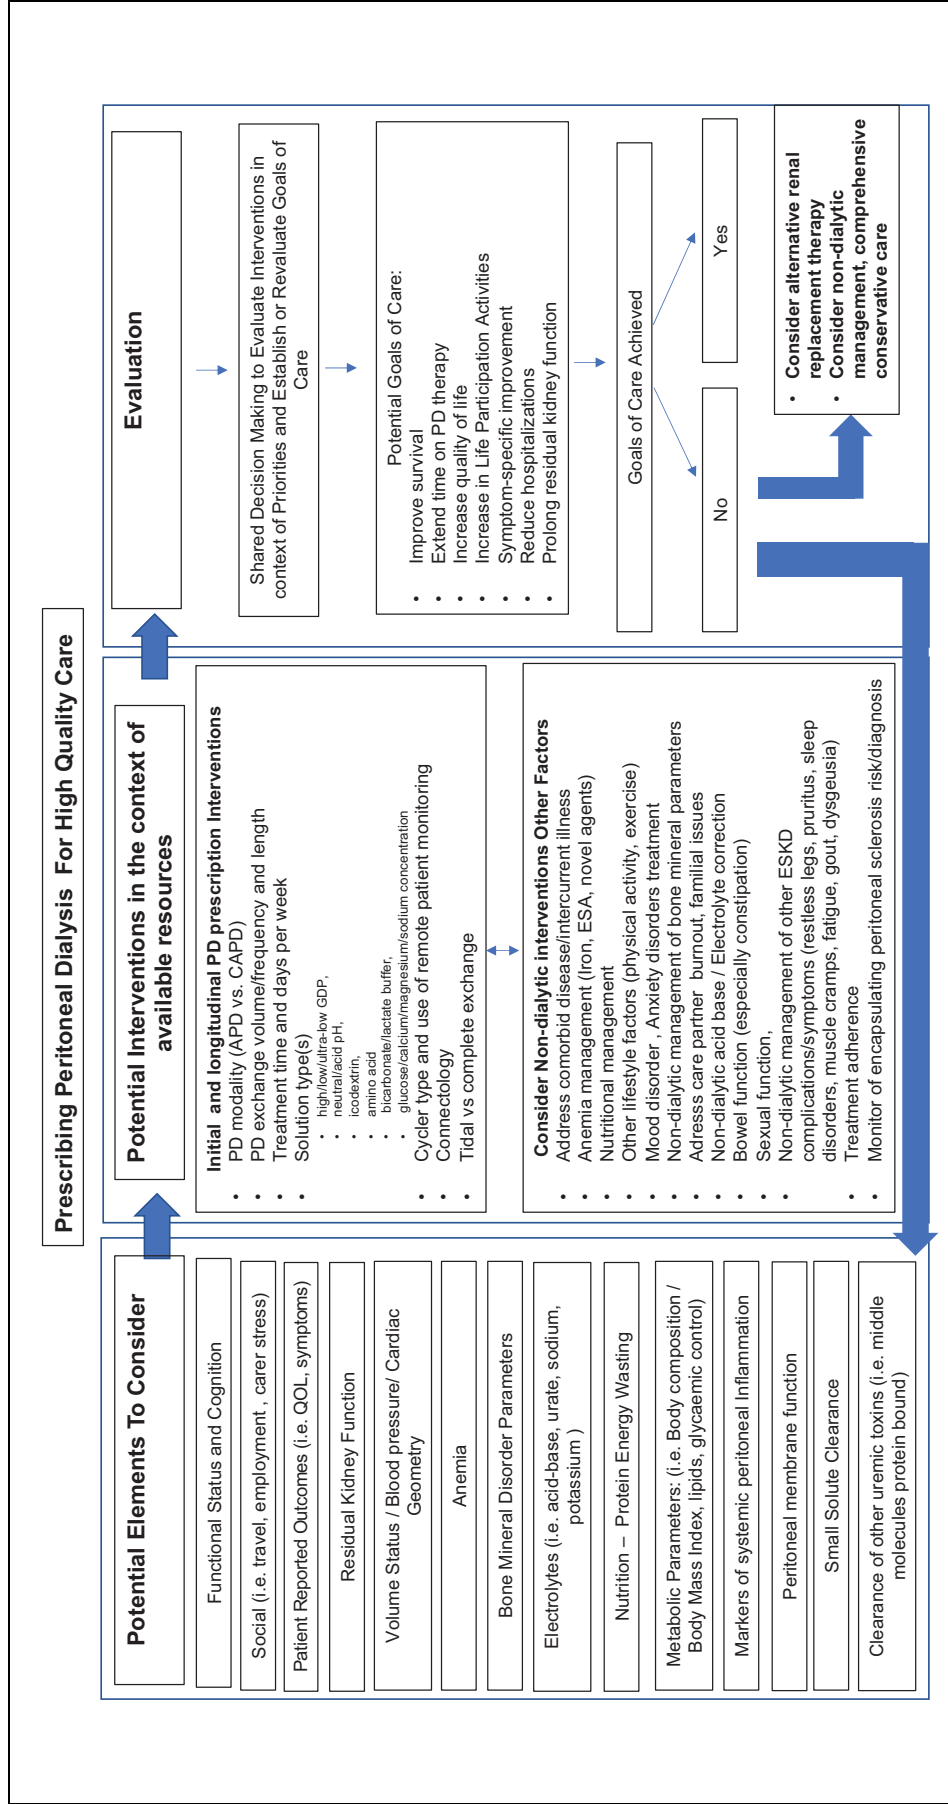 Prescribing Peritoneal Dialysis For High Quality Care
Potential Elements To Consider
Functional Status and Cognition
Social (i.e. travel, employment , carer stress)
Patient Reported Outcomes (i.e. QOL, symptoms)
Residual Kidney Function
Volume Status / Blood pressure/ Cardiac
Geometry
Anemia
Bone Mineral Disorder Parameters
Electrolytes (i.e. acid-base, urate, sodium,
potassium )
Nutrition – Protein Energy Wasting
Metabolic Parameters: (i.e. Body composition /
Body Mass Index, lipids, glycaemic control)
Markers of systemic peritoneal Inflammation
Peritoneal membrane function
Small Solute Clearance
Clearance of other uremic toxins (i.e. middle
molecules protein bound)
Potential Interventions in the context of
available resources
Initial and longitudinal PD prescription Interventions
• PD modality (APD vs. CAPD)
• PD exchange volume/frequency and length
• Treatment time and days per week
• Solution type(s)
• high/low/ultra-low GDP,
• neutral/acid pH,
• icodextrin,
• amino acid
• bicarbonate/lactate buffer,
• glucose/calcium/magnesium/sodium concentration
• Cycler type and use of remote patient monitoring
• Connectology
• Tidal vs complete exchange
Consider Non-dialytic interventions Other Factors
• Address comorbid disease/intercurrent illness
• Anemia management (Iron, ESA, novel agents)
• Nutritional management
• Other lifestyle factors (physical activity, exercise)
• Mood disorder , Anxiety disorders treatment
• Non-dialytic management of bone mineral parameters
• Adress care partner burnout, familial issues
• Non-dialytic acid base / Electrolyte correction
• Bowel function (especially constipation)
• Sexual function,
• Non-dialytic management of other ESKD
complications/symptoms (restless legs, pruritus, sleep
disorders, muscle cramps, fatigue, gout, dysgeusia)
• Treatment adherence
• Monitor of encapsulating peritoneal sclerosis risk/diagnosis
Evaluation
Shared Decision Making to Evaluate Interventions in
context of Priorities and Establish or Revaluate Goals of
Care
Potential Goals of Care:
• Improve survival
• Extend time on PD therapy
• Increase quality of life
• Increase in Life Participation Activities
• Symptom-specific improvement
• Reduce hospitalizations
• Prolong residual kidney function
Goals of Care Achieved
No
Yes
• Consider alternative renal
replacement therapy
• Consider non-dialytic
management, comprehensive
conservative care